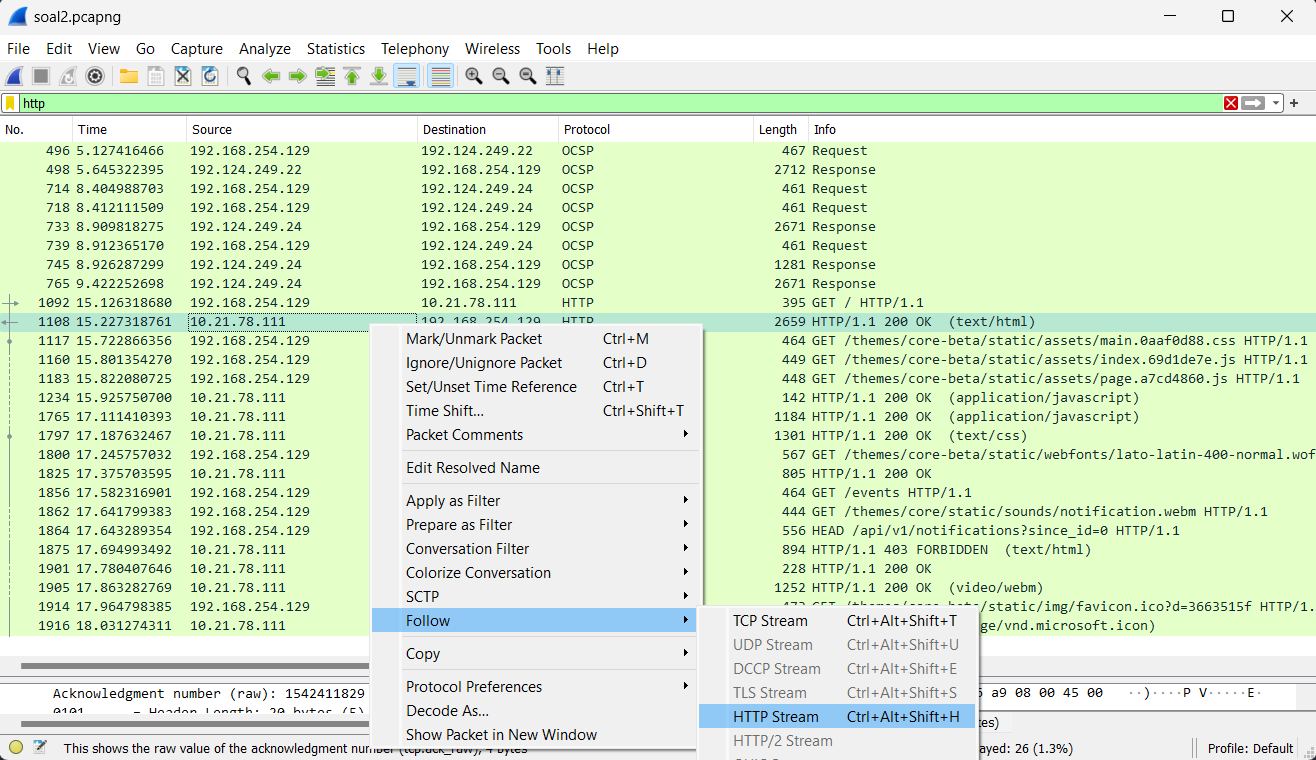 soal2.pcapng
File Edit View Go Capture Analyze Statistics Telephony Wireless Tools Help
http
No. Time Source Destination Protocol Length Info
496 5.127416466 192.168.254.129 192.124.249.22 OCSP 467 Request
498 5.645322395 192.124.249.22 192.168.254.129 OCSP 2712 Response
714 8.404988703 192.168.254.129 192.124.249.24 OCSP 461 Request
718 8.412111509 192.168.254.129 192.124.249.24 OCSP 461 Request
733 8.909818275 192.124.249.24 192.168.254.129 OCSP 2671 Response
739 8.912365170 192.168.254.129 192.124.249.24 OCSP 461 Request
745 8.926287299 192.124.249.24 192.168.254.129 OCSP 1281 Response
765 9.422252698 192.124.249.24 192.168.254.129 OCSP 2671 Response
1092 15.126318680 192.168.254.129 10.21.78.111 HTTP 395 GET / HTTP/1.1
1108 15.227318761 10.21.78.111 192.168.254.129 HTTP 2659 HTTP/1.1 200 OK (text/html)
1117 15.722866356 192.168.254.129 464 GET /themes/core-beta/static/assets/main.0aaf0d88.css HTTP/1.1
1160 15.801354270 192.168.254.129 449 GET /themes/core-beta/static/assets/index.69d1de7e.js HTTP/1.1
1183 15.822080725 192.168.254.129 448 GET /themes/core-beta/static/assets/page.a7cd4860.js HTTP/1.1
1234 15.925750700 10.21.78.111 142 HTTP/1.1 200 OK (application/javascript)
1765 17.111410393 10.21.78.111 1184 HTTP/1.1 200 OK (application/javascript)
1797 17.187632467 10.21.78.111 1301 HTTP/1.1 200 OK (text/css)
1800 17.245757032 192.168.254.129 567 GET /themes/core-beta/static/webfonts/lato-latin-400-normal.wof
1825 17.375703595 10.21.78.111 805 HTTP/1.1 200 OK
1856 17.582316901 192.168.254.129 464 GET /events HTTP/1.1
1862 17.641799383 192.168.254.129 444 GET /themes/core/static/sounds/notification.webm HTTP/1.1
1864 17.643289354 192.168.254.129 556 HEAD /api/v1/notifications?since_id=0 HTTP/1.1
1875 17.694993492 10.21.78.111 894 HTTP/1.1 403 FORBIDDEN (text/html)
1901 17.780407646 10.21.78.111 228 HTTP/1.1 200 OK
1905 17.863282769 10.21.78.111 1252 HTTP/1.1 200 OK (video/webm)
1914 17.964798385 192.168.254.129 473 GET /themes/core-beta/static/img/favicon.ico?d=3663515f HTTP/1.
1916 18.031274311 10.21.78.111 ge/vnd.microsoft.icon)
Mark/Unmark Packet Ctrl+M
Ignore/Unignore Packet Ctrl+D
Set/Unset Time Reference Ctrl+T
Time Shift... Ctrl+Shift+T
Packet Comments
Edit Resolved Name
Apply as Filter
Prepare as Filter
Conversation Filter
Colorize Conversation
SCTP
Follow
Copy
Protocol Preferences
Decode As...
Show Packet in New Window
TCP Stream Ctrl+Alt+Shift+T
UDP Stream Ctrl+Alt+Shift+U
DCCP Stream Ctrl+Alt+Shift+E
TLS Stream Ctrl+Alt+Shift+S
HTTP Stream Ctrl+Alt+Shift+H
HTTP/2 Stream
Acknowledgment number (raw): 1542411829
a9 08 00 45 00 ··)····P V·····E·
0101 .... = Header Length: 20 bytes (5)
tes)
This shows the raw value of the acknowledgment number (tcp.ack_raw), 4 bytes
ayed: 26 (1.3%) Profile: Default